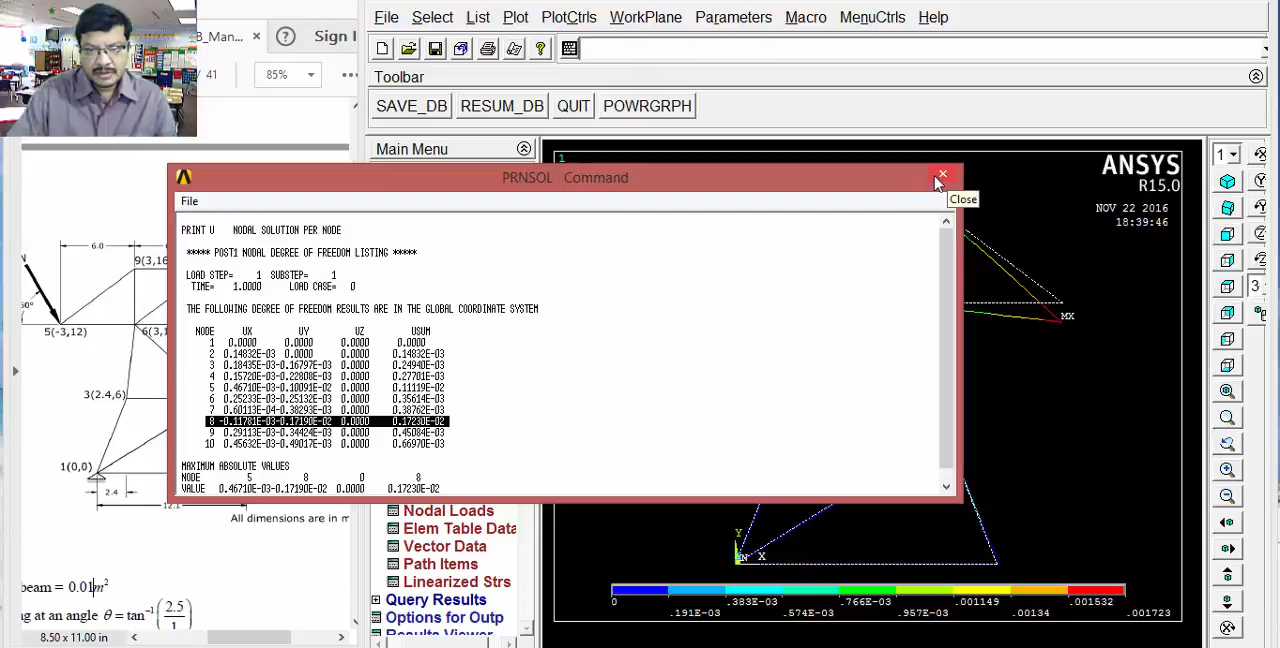 File Select List Plot PlotCtrls WorkPlane Parameters Macro MenuCtrls Help
B_Man... × ? Sign I
/ 41 85% •••
Toolbar
SAVE_DB RESUM_DB QUIT POWRGRPH
Main Menu
1
ANSYS
R15.0
NOV 22 2016
18:39:46
PRNSOL Command
Close
File
PRINT U NODAL SOLUTION PER NODE
***** POST1 NODAL DEGREE OF FREEDOM LISTING *****
LOAD STEP= 1 SUBSTEP= 1
TIME= 1.0000 LOAD CASE= 0
THE FOLLOWING DEGREE OF FREEDOM RESULTS ARE IN THE GLOBAL COORDINATE SYSTEM
NODE UX UY UZ USUM
1 0.0000 0.0000 0.0000 0.0000
2 0.14832E-03 0.0000 0.0000 0.14832E-03
3 0.18435E-03-0.16797E-03 0.0000 0.24940E-03
4 0.15720E-03-0.22808E-03 0.0000 0.27701E-03
5 0.46710E-03-0.10091E-02 0.0000 0.11119E-02
6 0.25233E-03-0.25132E-03 0.0000 0.35614E-03
7 0.60113E-04-0.38293E-03 0.0000 0.38762E-03
8 -0.11781E-03-0.17190E-02 0.0000 0.17230E-02
9 0.29113E-03-0.34424E-03 0.0000 0.45084E-03
10 0.45632E-03-0.49017E-03 0.0000 0.66970E-03
MAXIMUM ABSOLUTE VALUES
NODE 5 8 0 8
VALUE 0.46710E-03-0.17190E-02 0.0000 0.17230E-02
6.0
9(3,16
5(-3,12)
6(3,1
3(2.4,6)
1(0,0)
2.4
12.1
All dimensions are in m
beam = 0.01m²
g at an angle θ = tan⁻¹(2.5/1)
8.50 x 11.00 in
Nodal Loads
Elem Table Data
Vector Data
Path Items
Linearized Strs
Query Results
Options for Outp
Results Viewer
MX
Y
X
0 .383E-03 .766E-03 .001149 .001532
.191E-03 .574E-03 .957E-03 .00134 .001723
1
3